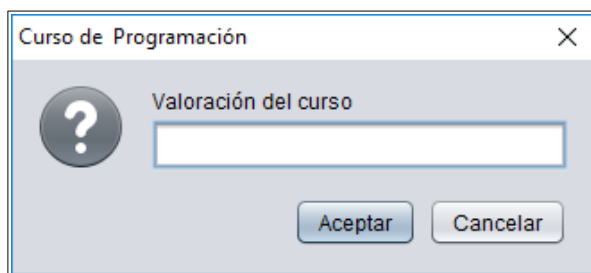 Curso de Programación
Valoración del curso
Aceptar Cancelar